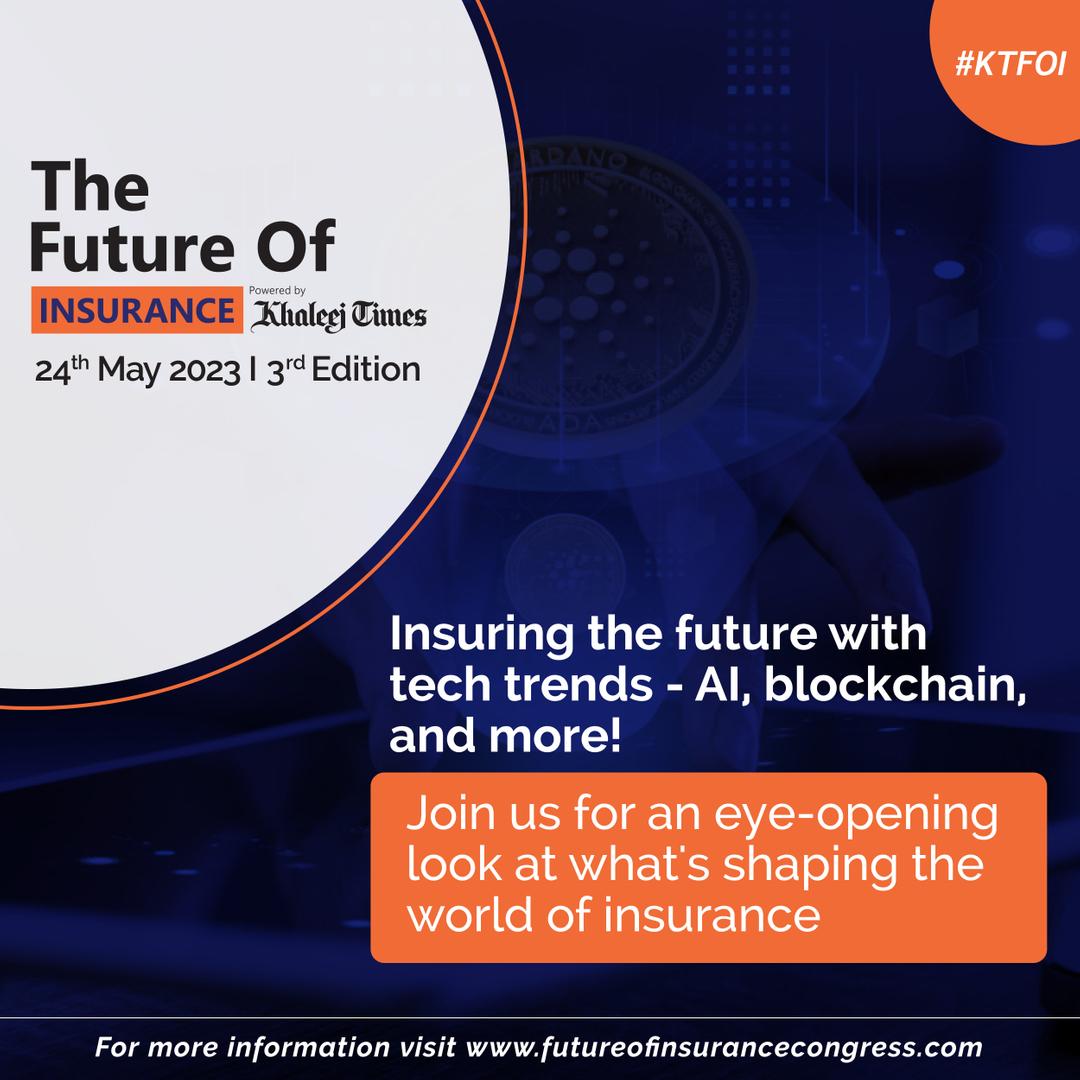 #KTFOI
The
Future Of
INSURANCE
Powered by
Khaleej Times
24th May 2023 I 3rd Edition
CARDANO
ADA
Insuring the future with
tech trends - AI, blockchain,
and more!
Join us for an eye-opening
look at what's shaping the
world of insurance
For more information visit www.futureofinsurancecongress.com